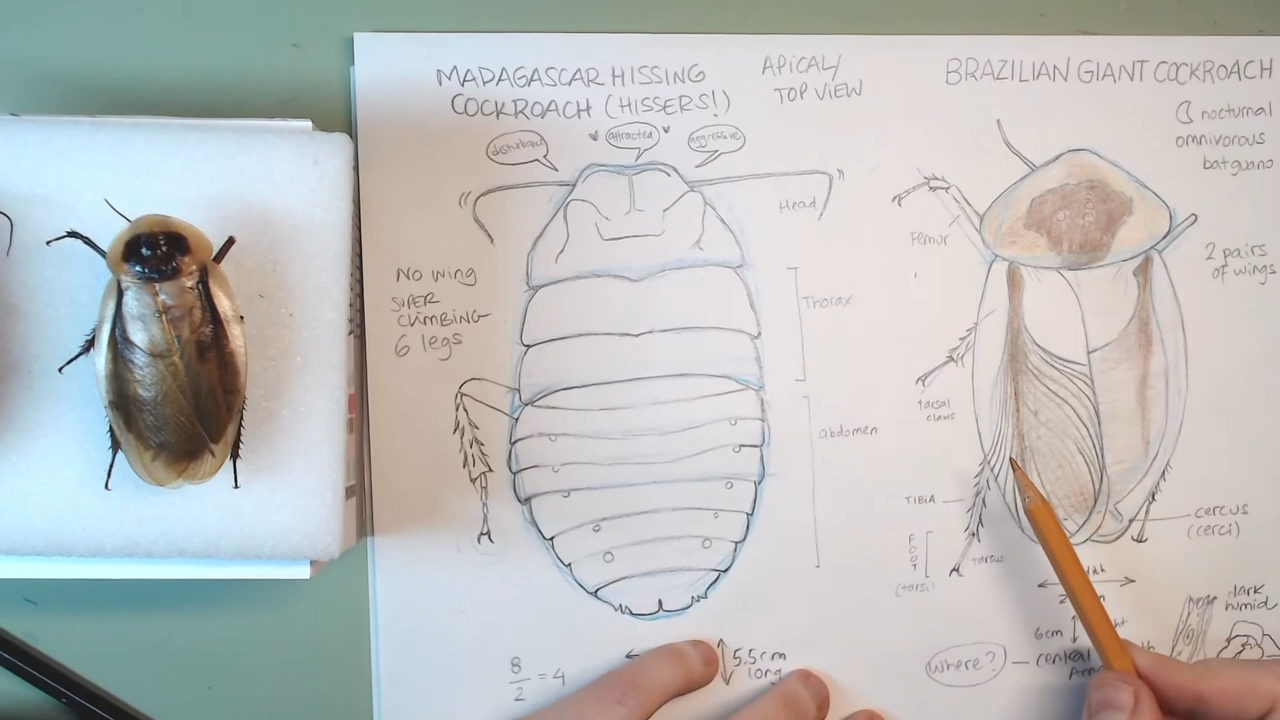 MADAGASCAR HISSING
COCKROACH (HISSERS!)
APICAL/
TOP VIEW
BRAZILIAN GIANT COCKROACH
disturbed
attracted
aggressive
nocturnal
omnivorous
batguano
Head
Femur
2 pairs
of wings
No wing
SUPER
CLIMBING
6 legs
Thorax
tarsal
claws
abdomen
TIBIA
cercus
(cerci)
FOOT
(tarsi)
tarsus
dark
humid
6cm
where? — central
8/2 = 4
5.5cm
long